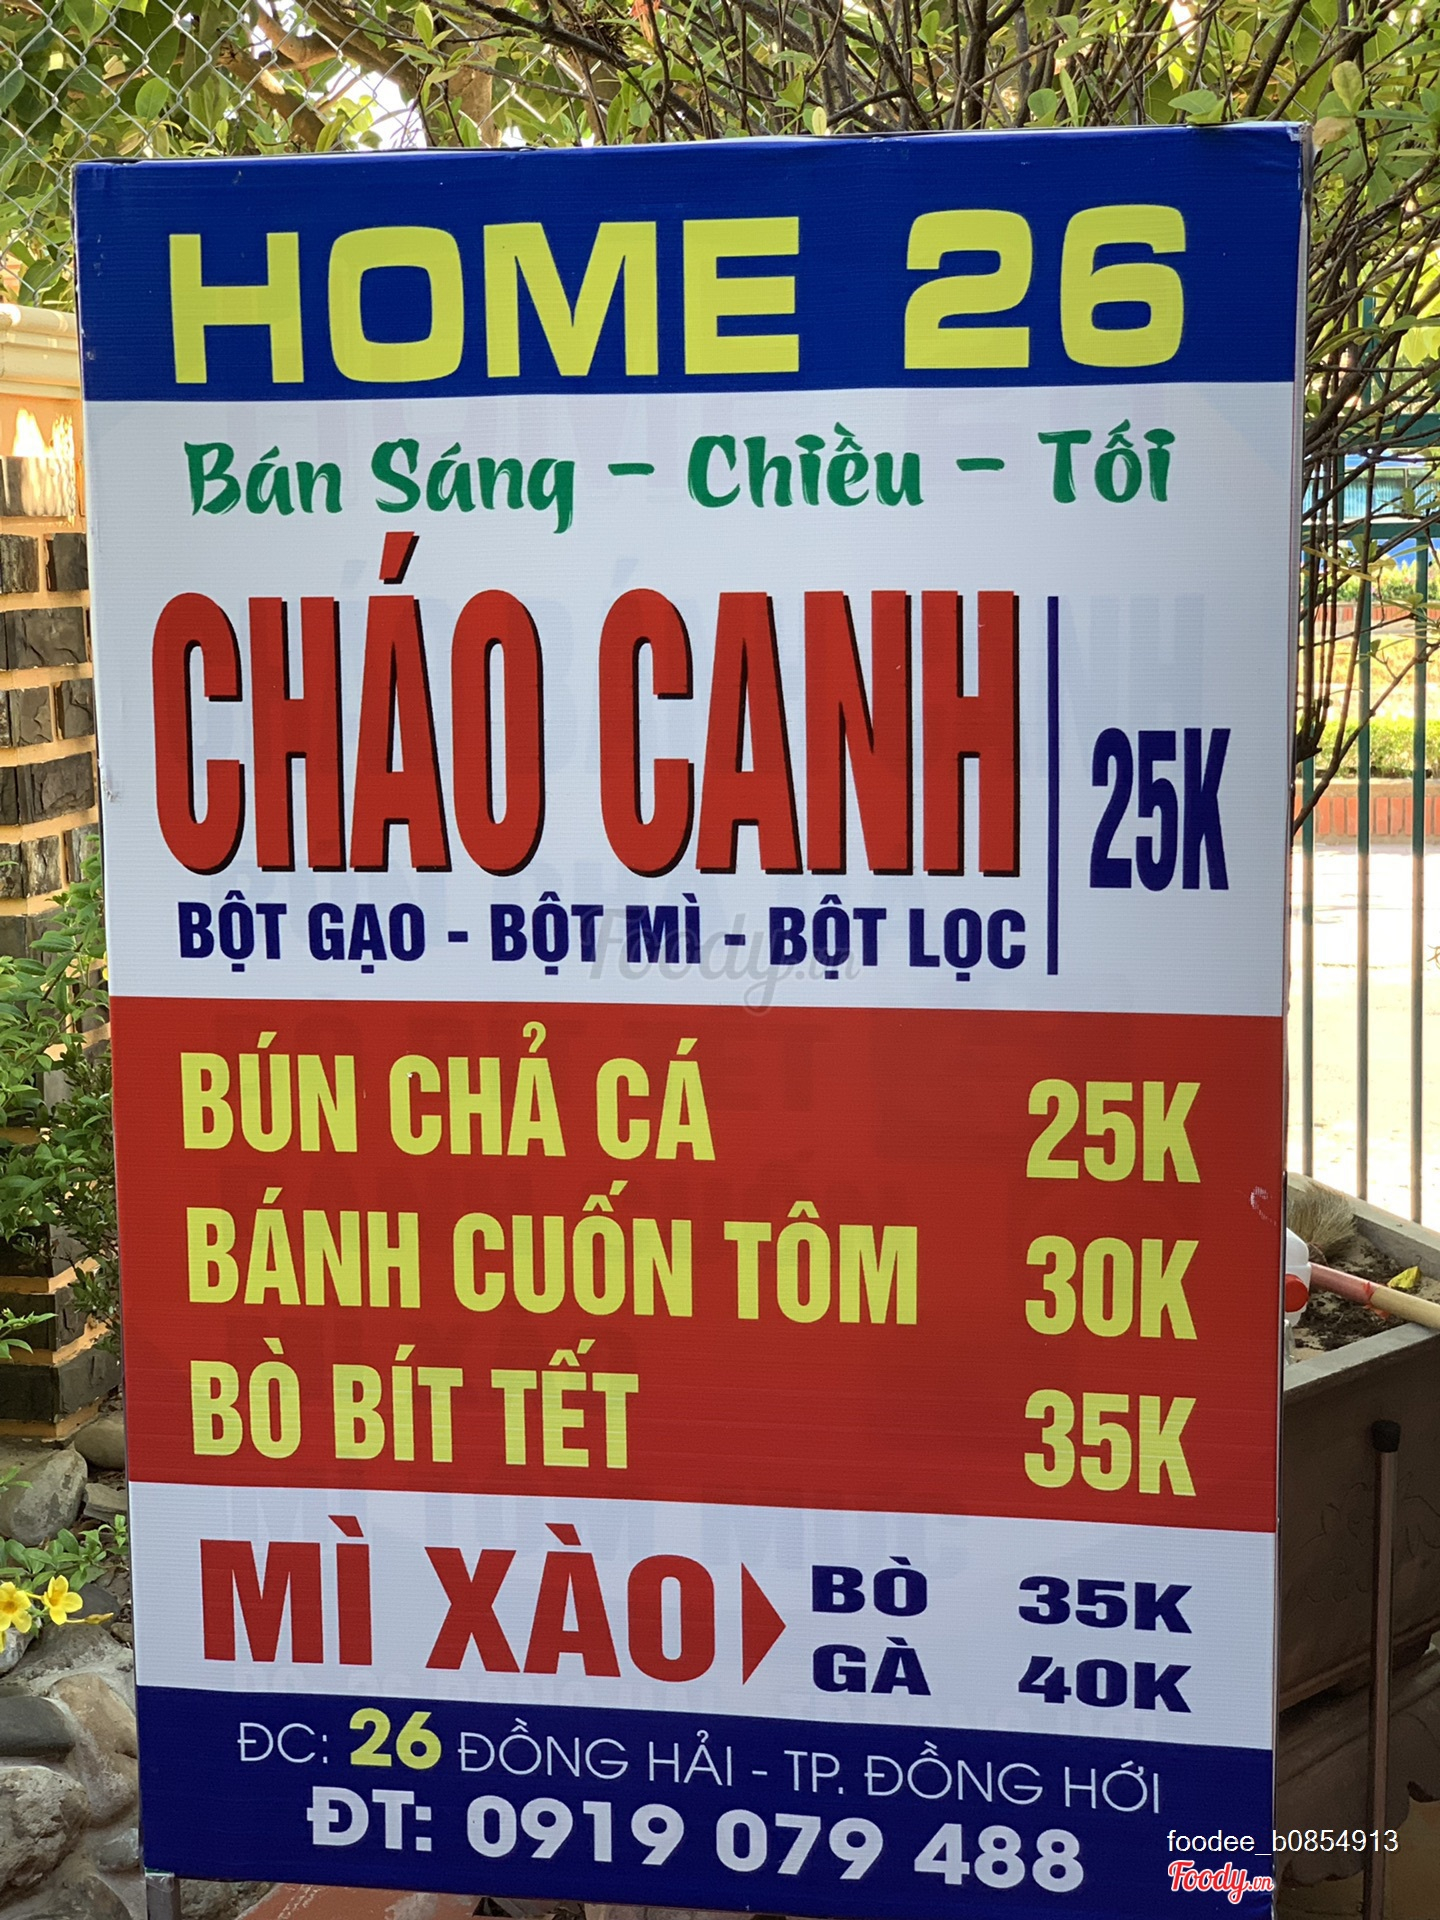 HOME 26
Bán Sáng - Chiều - Tối
CHÁO CANH 25K
BỘT GẠO - BỘT MÌ - BỘT LỌC
Foody.vn
BÚN CHẢ CÁ 25K
BÁNH CUỐN TÔM 30K
BÒ BÍT TẾT 35K
MÌ XÀO BÒ 35K
GÀ 40K
ĐC: 26 ĐỒNG HẢI - TP. ĐỒNG HỚI
ĐT: 0919 079 488
foodee_b0854913
Foody.vn